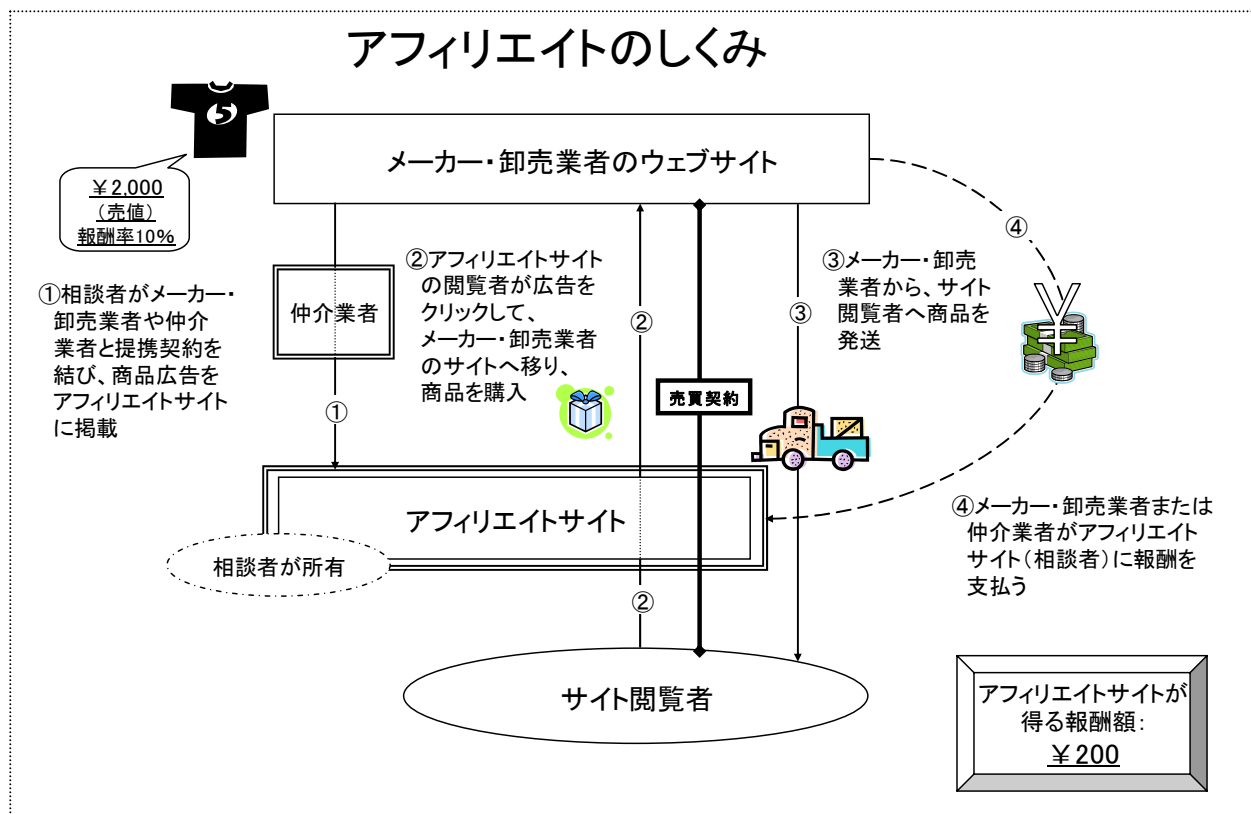 アフィリエイトのしくみ
5
メーカー・卸売業者のウェブサイト
￥2,000
(売値)
報酬率10%
①相談者がメーカー・
卸売業者や仲介
業者と提携契約を
結び、商品広告を
アフィリエイトサイト
に掲載
仲介業者
①
②アフィリエイトサイト
の閲覧者が広告を
クリックして、
メーカー・卸売業者
のサイトへ移り、
商品を購入
②
売買契約
③
③メーカー・卸売
業者から、サイト
閲覧者へ商品を
発送
④
￥
アフィリエイトサイト
相談者が所有
②
④メーカー・卸売業者または
仲介業者がアフィリエイト
サイト(相談者)に報酬を
支払う
サイト閲覧者
アフィリエイトサイトが
得る報酬額:
￥200